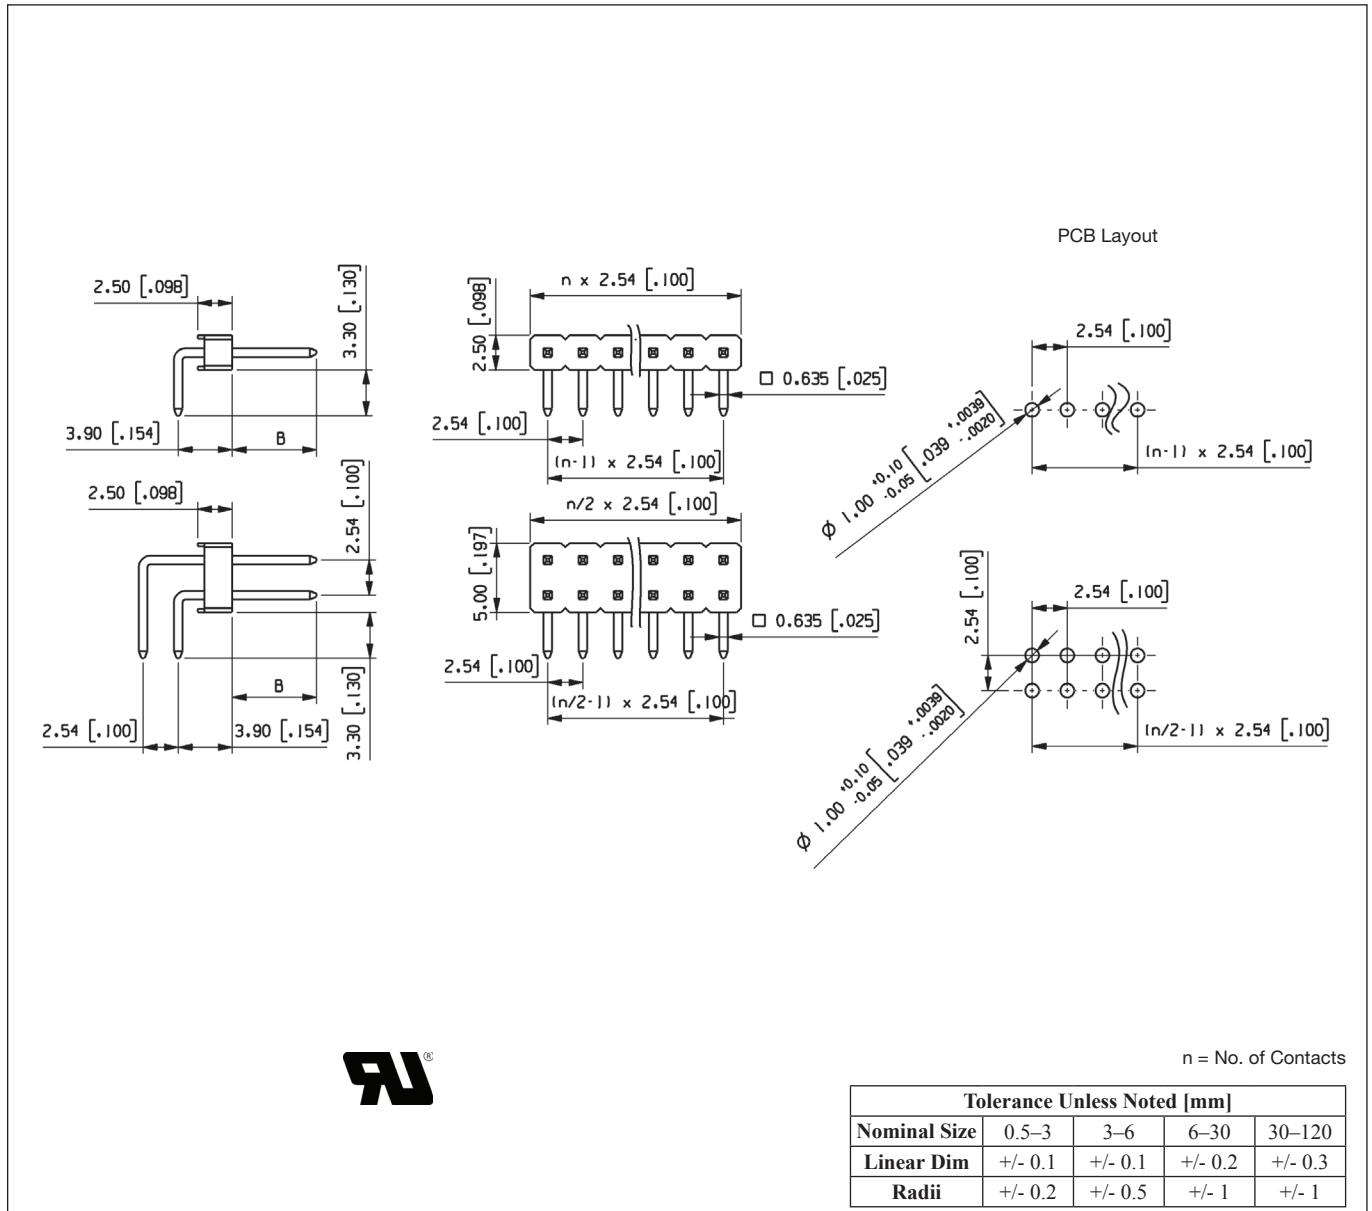 PCB Layout
2.50 [.098]
3.30 [.130]
3.90 [.154]
B
n x 2.54 [.100]
2.50 [.098]
□ 0.635 [.025]
2.54 [.100]
(n-1) x 2.54 [.100]
2.54 [.100]
Ø 1.00 +0.10 -0.05 [.039 +.0039 -.0020]
(n-1) x 2.54 [.100]
2.50 [.098]
2.54 [.100]
B
2.54 [.100]
3.90 [.154]
3.30 [.130]
n/2 x 2.54 [.100]
5.00 [.197]
□ 0.635 [.025]
2.54 [.100]
(n/2-1) x 2.54 [.100]
2.54 [.100]
2.54 [.100]
Ø 1.00 +0.10 -0.05 [.039 +.0039 -.0020]
(n/2-1) x 2.54 [.100]
RU®
n = No. of Contacts
Tolerance Unless Noted [mm]
Nominal Size 0.5–3 3–6 6–30 30–120
Linear Dim +/- 0.1 +/- 0.1 +/- 0.2 +/- 0.3
Radii +/- 0.2 +/- 0.5 +/- 1 +/- 1